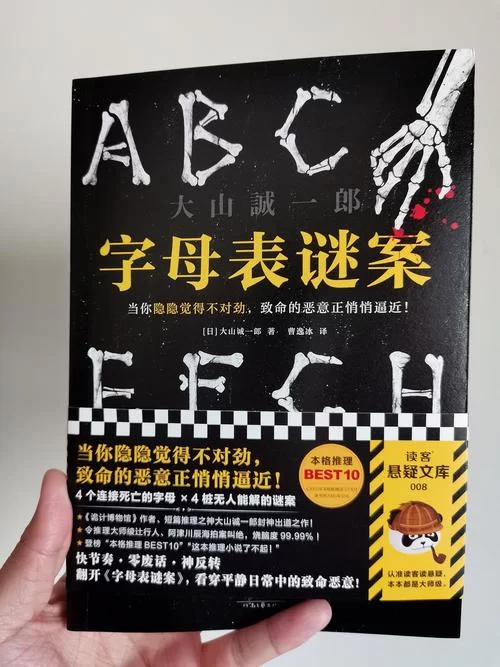 ABC
大山誠一郎
字母表谜案
当你隐隐觉得不对劲，致命的恶意正悄悄逼近！
[日]大山诚一郎 著 曹逸冰 译
EFGH
当你隐隐觉得不对劲，
致命的恶意正悄悄逼近！
4个连接死亡的字母×4桩无人能解的谜案
·《诡计博物馆》作者，短篇推理之神大山诚一郎封神出道之作！
·令推理大师绫辻行人、阿津川辰海拍案叫绝，烧脑度99.99%！
·登榜“本格推理BEST10”“这本推理小说了不起！”
快节奏·零废话·神反转
翻开《字母表谜案》，看穿平静日常中的致命恶意！
本格推理
BEST10
读客
悬疑文库
008
认准读客读悬疑，
本本都是大师级。